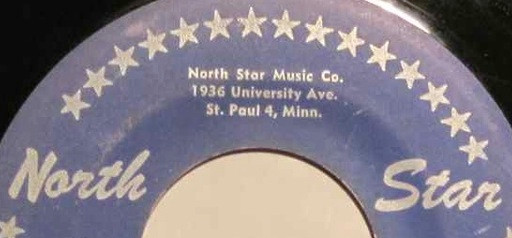 North Star Music Co.
1936 University Ave.
St. Paul 4, Minn.
North Star